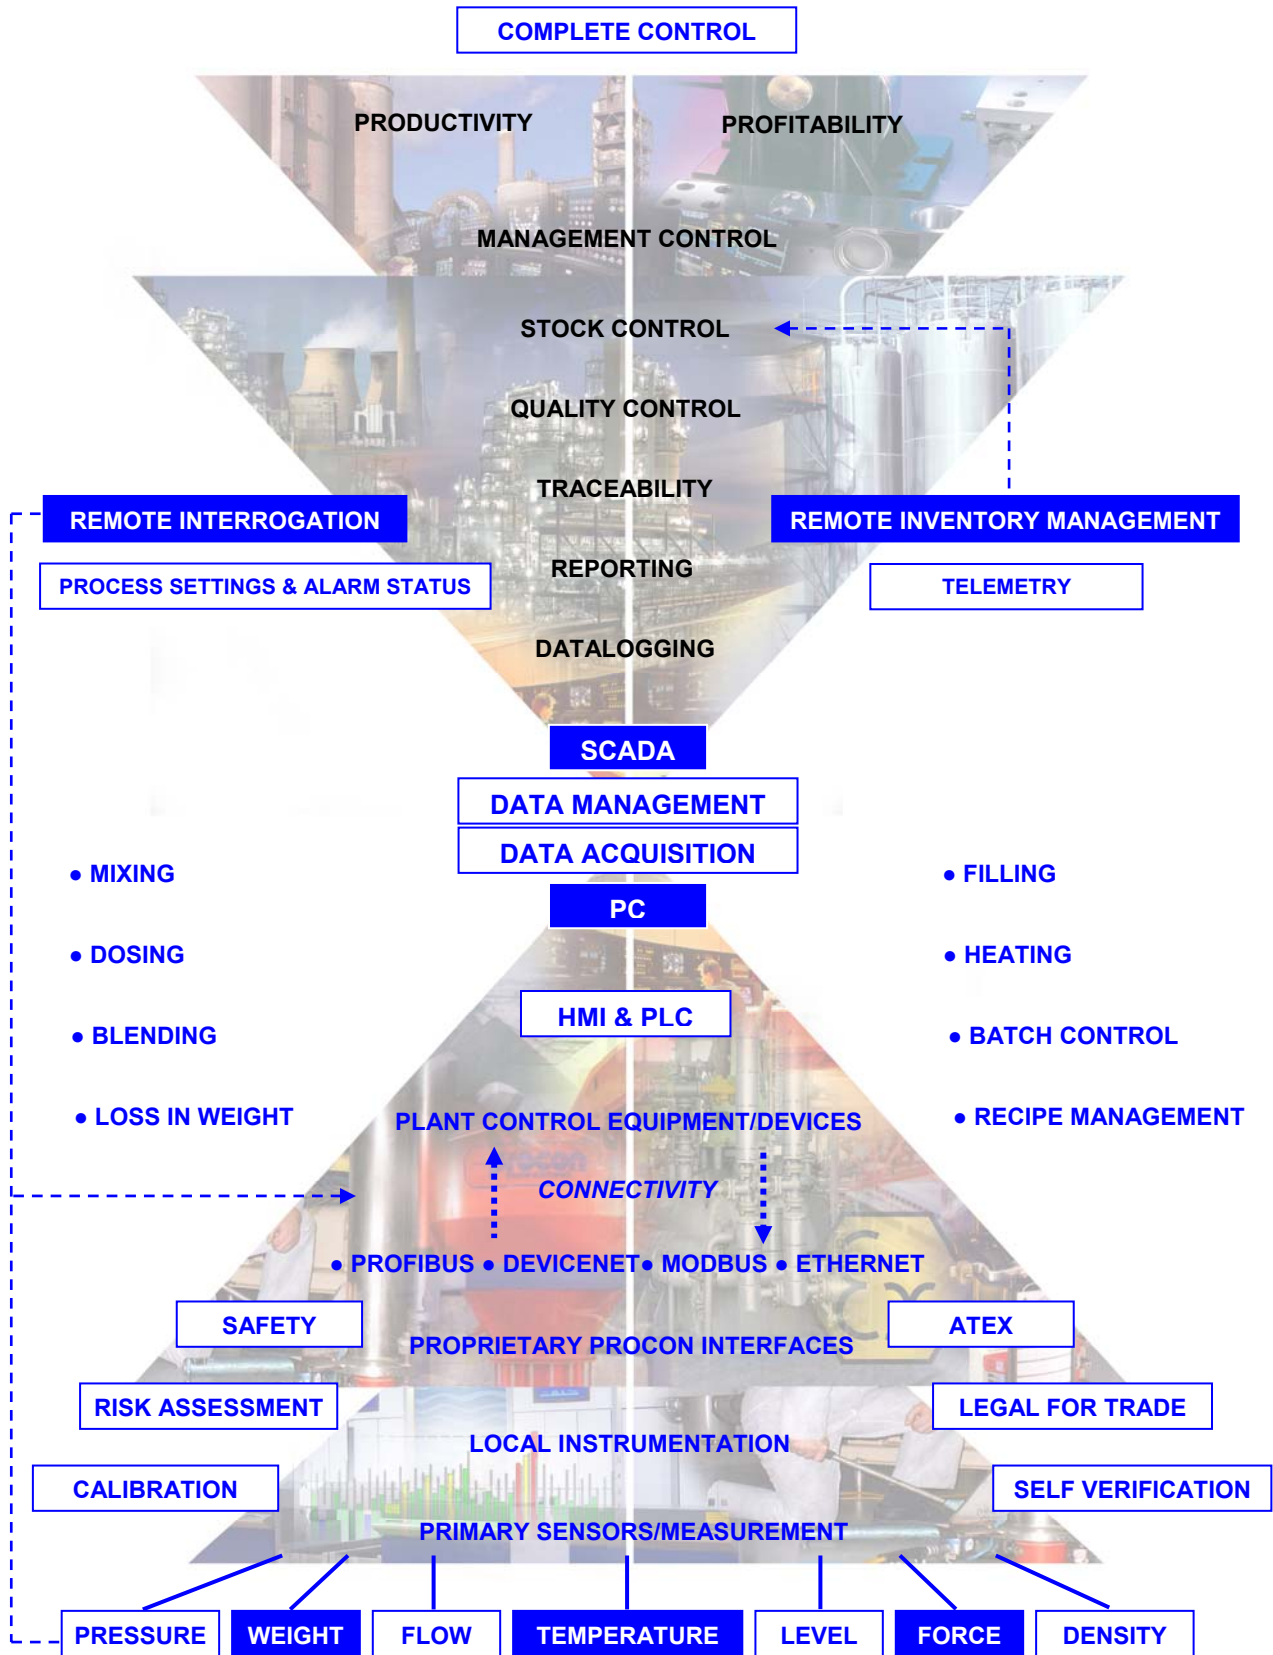 COMPLETE CONTROL
PRODUCTIVITY
PROFITABILITY
MANAGEMENT CONTROL
STOCK CONTROL
QUALITY CONTROL
TRACEABILITY
REMOTE INTERROGATION
REMOTE INVENTORY MANAGEMENT
REPORTING
PROCESS SETTINGS & ALARM STATUS
TELEMETRY
DATALOGGING
SCADA
DATA MANAGEMENT
DATA ACQUISITION
● MIXING
● FILLING
PC
● DOSING
● HEATING
HMI & PLC
● BLENDING
● BATCH CONTROL
● LOSS IN WEIGHT
PLANT CONTROL EQUIPMENT/DEVICES
● RECIPE MANAGEMENT
CONNECTIVITY
● PROFIBUS ● DEVICENET● MODBUS ● ETHERNET
SAFETY
ATEX
PROPRIETARY PROCON INTERFACES
RISK ASSESSMENT
LEGAL FOR TRADE
LOCAL INSTRUMENTATION
CALIBRATION
SELF VERIFICATION
PRIMARY SENSORS/MEASUREMENT
PRESSURE
WEIGHT
FLOW
TEMPERATURE
LEVEL
FORCE
DENSITY